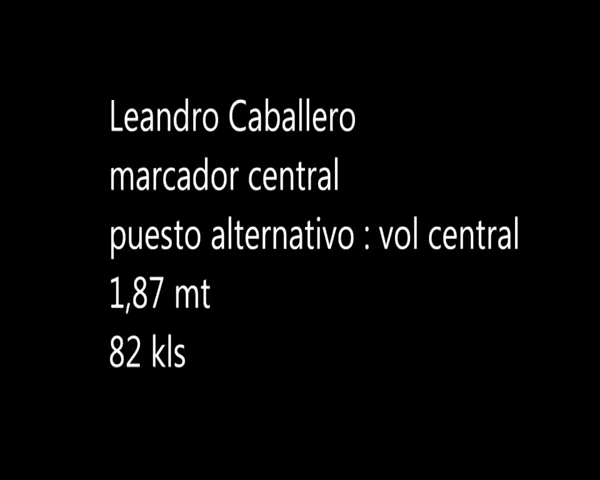 Leandro Caballero
marcador central
puesto alternativo : vol central
1,87 mt
82 kls